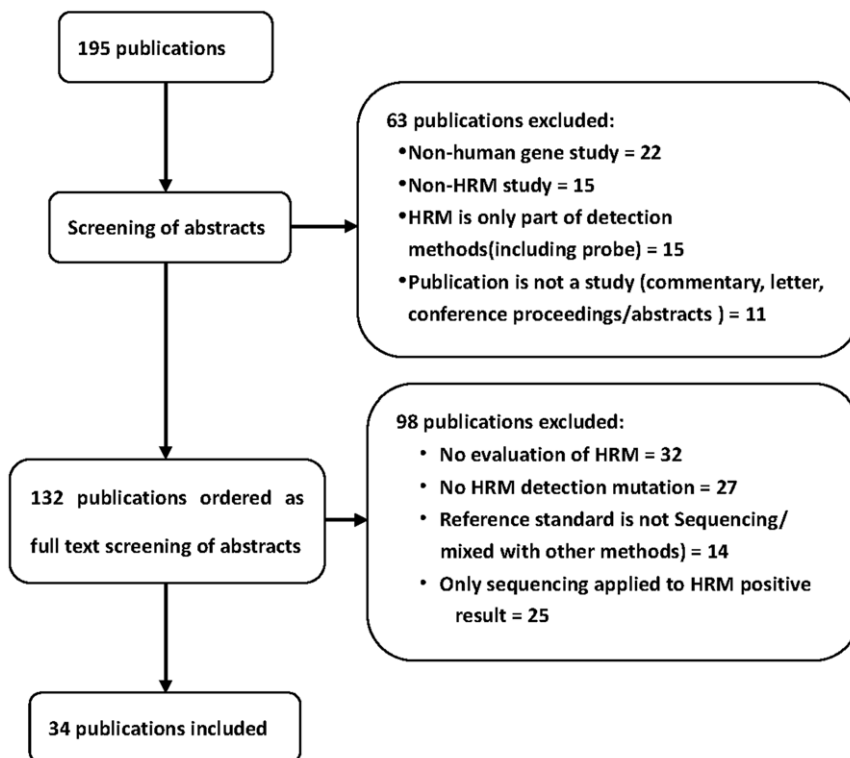 195 publications
63 publications excluded:
•Non-human gene study = 22
•Non-HRM study = 15
•HRM is only part of detection
methods(including probe) = 15
•Publication is not a study (commentary, letter,
conference proceedings/abstracts ) = 11
Screening of abstracts
98 publications excluded:
• No evaluation of HRM = 32
• No HRM detection mutation = 27
• Reference standard is not Sequencing/
mixed with other methods) = 14
• Only sequencing applied to HRM positive
result = 25
132 publications ordered as
full text screening of abstracts
34 publications included